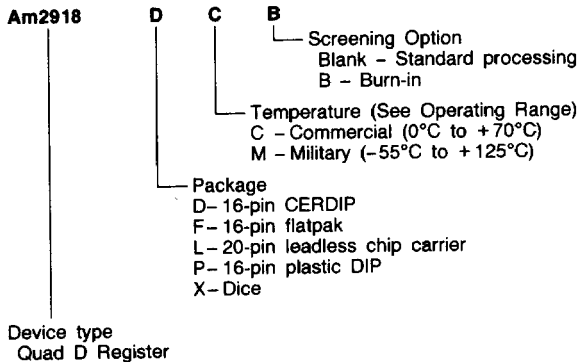 Am2918 D C B
Screening Option
Blank – Standard processing
B – Burn-in
Temperature (See Operating Range)
C – Commercial (0°C to +70°C)
M – Military (–55°C to +125°C)
Package
D– 16-pin CERDIP
F– 16-pin flatpak
L– 20-pin leadless chip carrier
P– 16-pin plastic DIP
X– Dice
Device type
Quad D Register